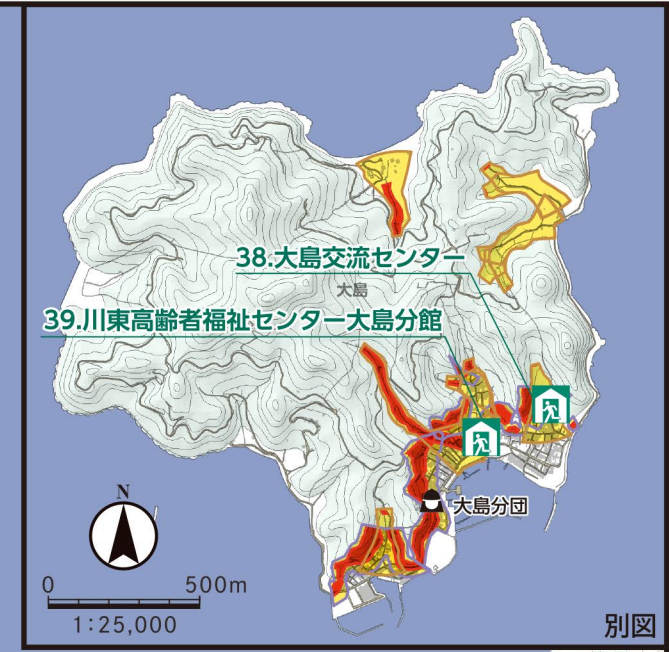 38.大島交流センター
大島
39.川東高齢者福祉センター大島分館
大島分団
N
0 500m
1:25,000
別図